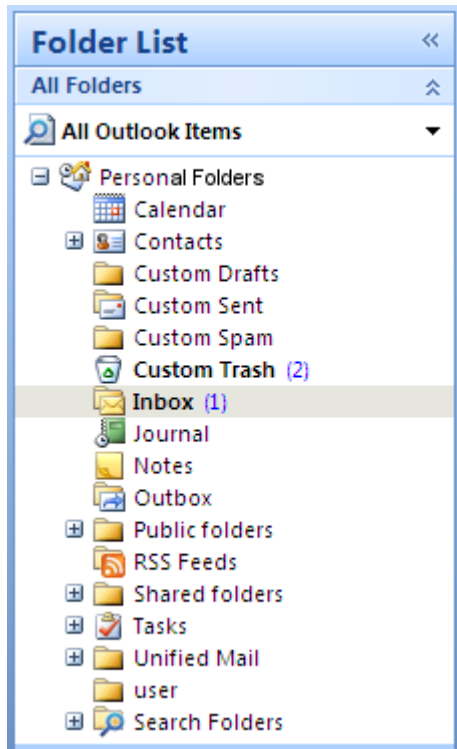 Folder List
All Folders
All Outlook Items
Personal Folders
Calendar
Contacts
Custom Drafts
Custom Sent
Custom Spam
Custom Trash (2)
Inbox (1)
Journal
Notes
Outbox
Public folders
RSS Feeds
Shared folders
Tasks
Unified Mail
user
Search Folders